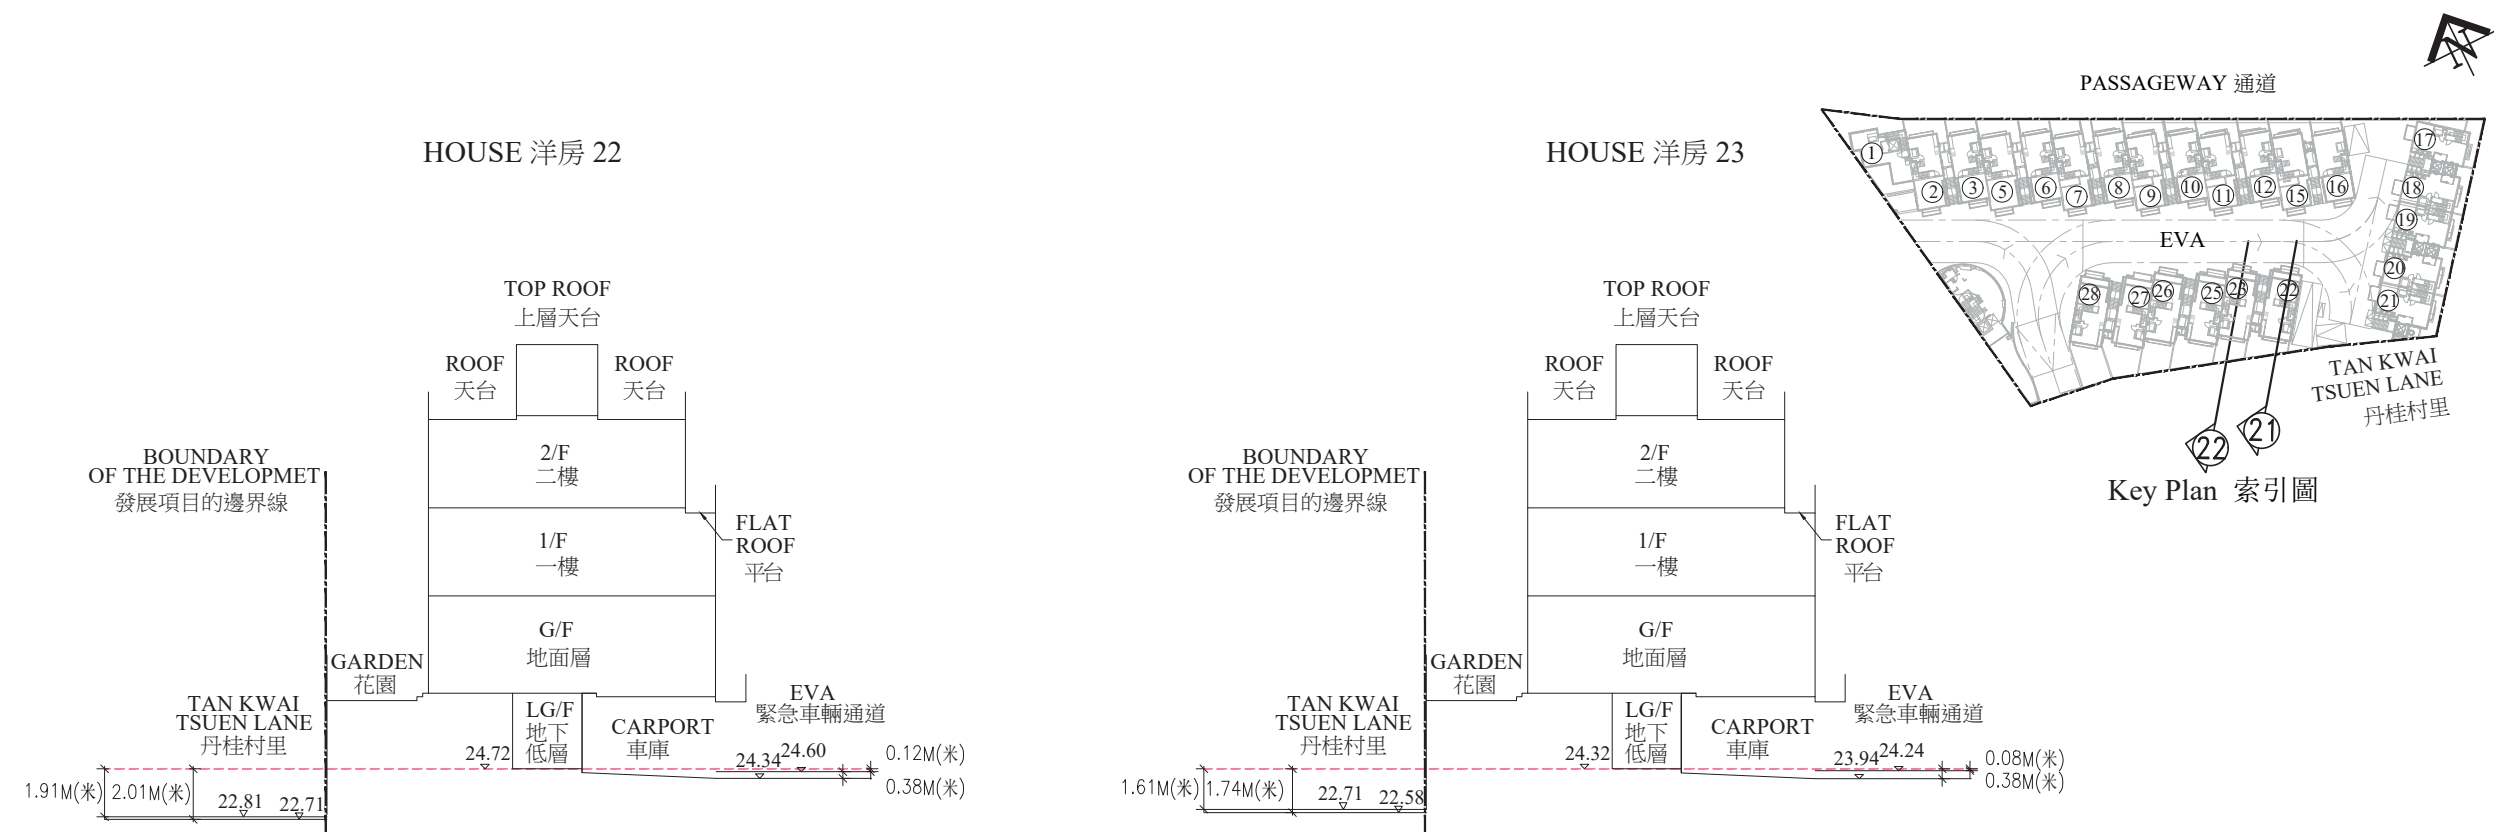 HOUSE 洋房 22
TOP ROOF
上層天台
ROOF
天台
ROOF
天台
2/F
二樓
BOUNDARY
OF THE DEVELOPMET
發展項目的邊界線
FLAT
ROOF
平台
1/F
一樓
G/F
地面層
GARDEN
花園
TAN KWAI
TSUEN LANE
丹桂村里
LG/F
地下
低層
CARPORT
車庫
EVA
緊急車輛通道
24.72
24.34
24.60
0.12M(米)
0.38M(米)
1.91M(米)
2.01M(米)
22.81
22.71
HOUSE 洋房 23
TOP ROOF
上層天台
ROOF
天台
ROOF
天台
2/F
二樓
BOUNDARY
OF THE DEVELOPMET
發展項目的邊界線
FLAT
ROOF
平台
1/F
一樓
G/F
地面層
GARDEN
花園
TAN KWAI
TSUEN LANE
丹桂村里
LG/F
地下
低層
CARPORT
車庫
EVA
緊急車輛通道
24.32
23.94
24.24
0.08M(米)
0.38M(米)
1.61M(米)
1.74M(米)
22.71
22.58
N
PASSAGEWAY 通道
1
2
3
5
6
7
8
9
10
11
12
15
16
17
18
19
20
21
EVA
28
27
26
25
23
22
TAN KWAI
TSUEN LANE
丹桂村里
22
21
Key Plan 索引圖